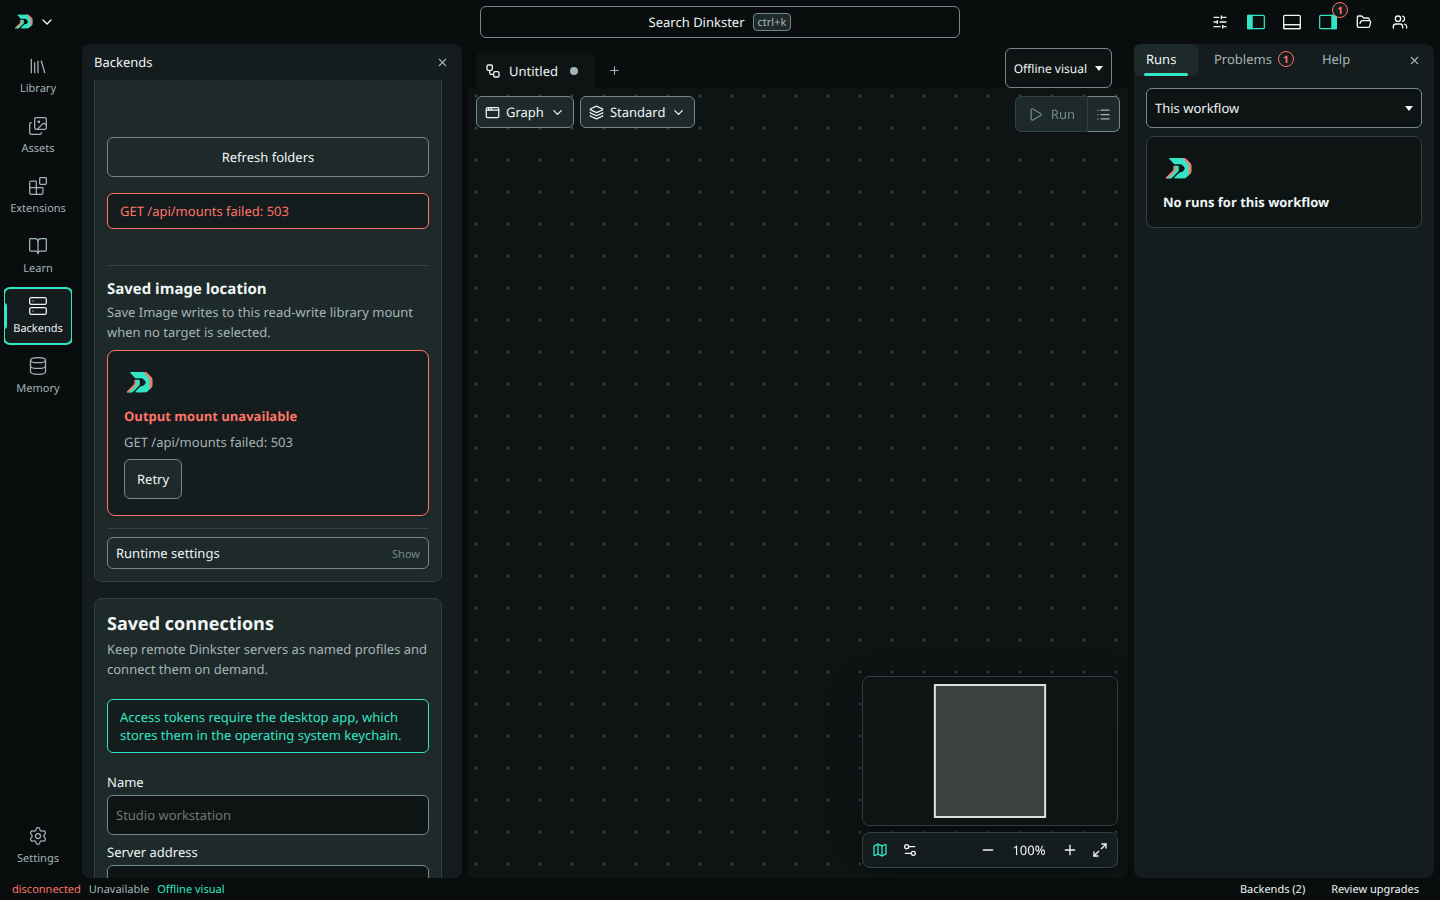 Search Dinkster ctrl+k
1
Library
Assets
Extensions
Learn
Backends
Memory
Settings
Backends
Refresh folders
GET /api/mounts failed: 503
Saved image location
Save Image writes to this read-write library mount
when no target is selected.
Output mount unavailable
GET /api/mounts failed: 503
Retry
Runtime settings Show
Saved connections
Keep remote Dinkster servers as named profiles and
connect them on demand.
Access tokens require the desktop app, which
stores them in the operating system keychain.
Name
Studio workstation
Server address
Untitled
Offline visual
Graph
Standard
Run
100%
Runs
Problems 1
Help
This workflow
No runs for this workflow
disconnected Unavailable Offline visual
Backends (2) Review upgrades